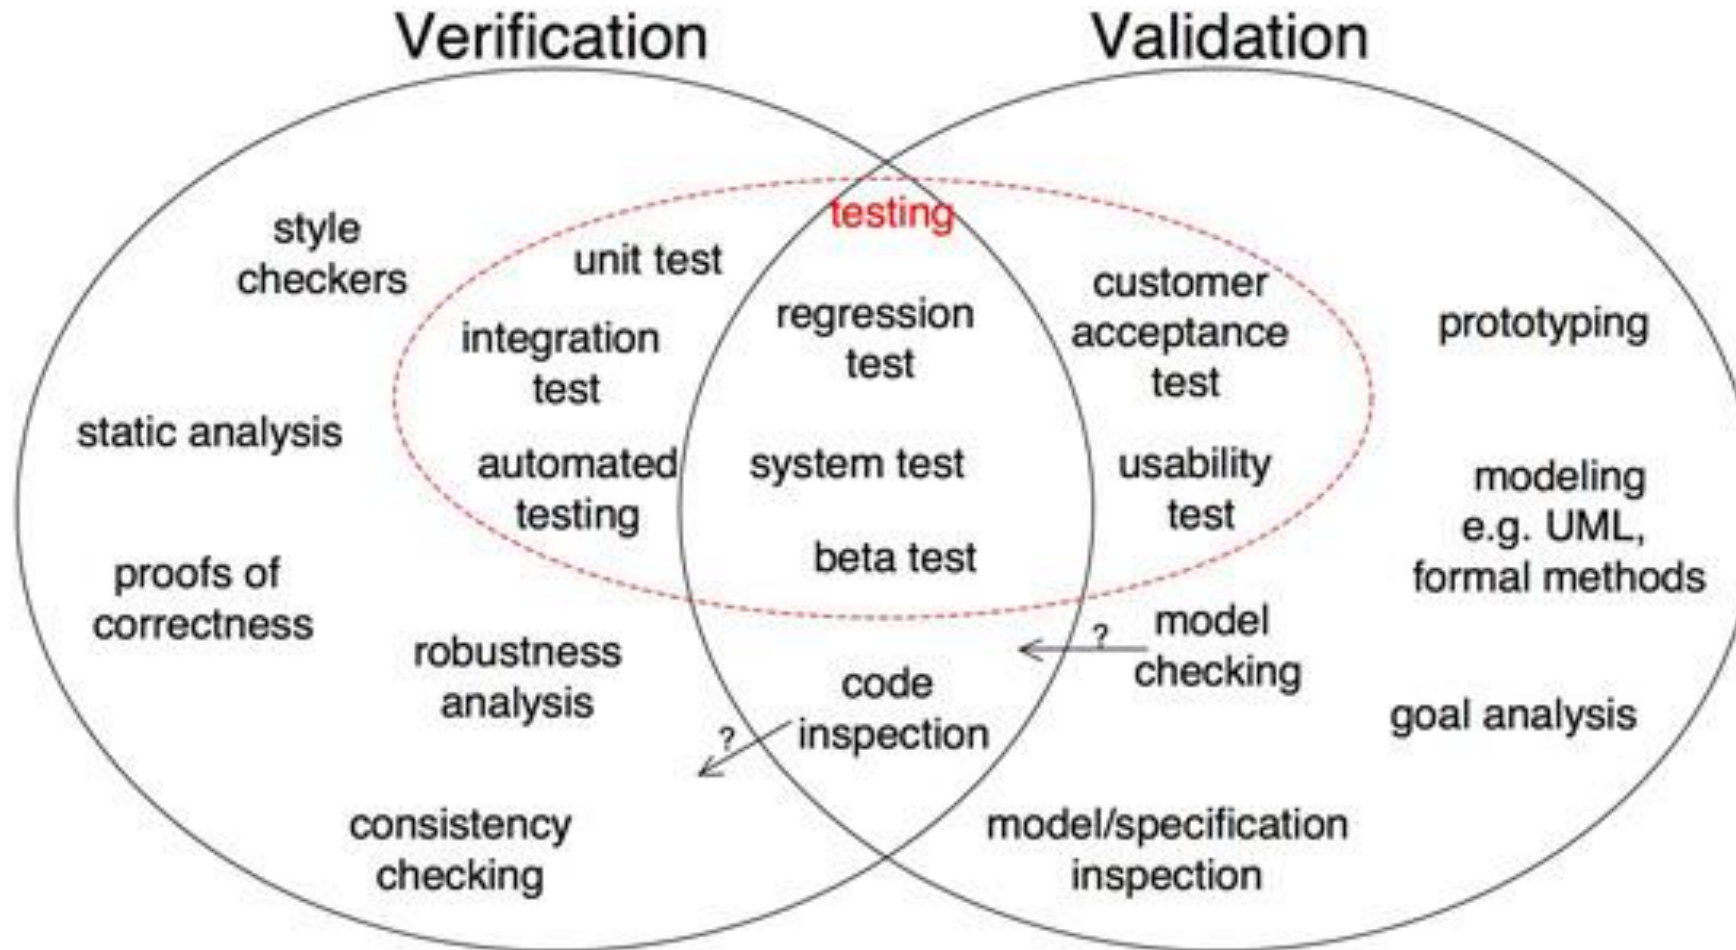 Verification
Validation
testing
style
checkers
unit test
integration
test
static analysis
automated
testing
proofs of
correctness
robustness
analysis
consistency
checking
regression
test
system test
beta test
code
inspection
?
customer
acceptance
test
usability
test
model
checking
?
prototyping
modeling
e.g. UML,
formal methods
goal analysis
model/specification
inspection